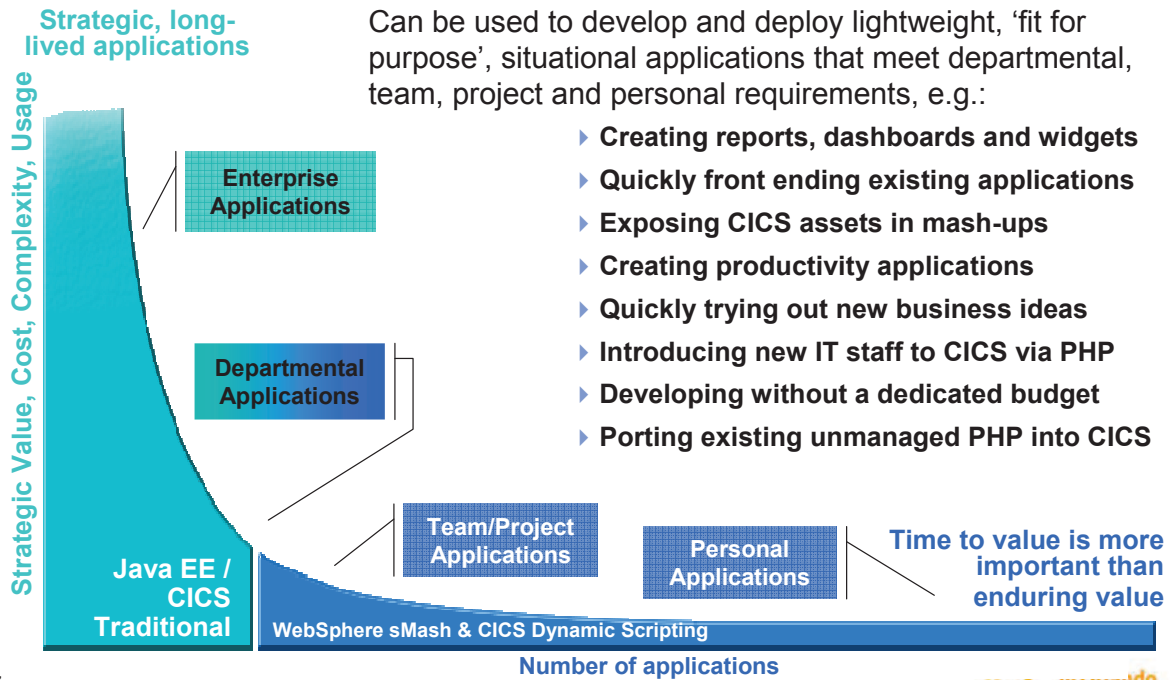 Strategic, long-
lived applications
Can be used to develop and deploy lightweight, ‘fit for
purpose’, situational applications that meet departmental,
team, project and personal requirements, e.g.:
Creating reports, dashboards and widgets
Quickly front ending existing applications
Exposing CICS assets in mash-ups
Creating productivity applications
Quickly trying out new business ideas
Introducing new IT staff to CICS via PHP
Developing without a dedicated budget
Porting existing unmanaged PHP into CICS
Strategic Value, Cost, Complexity, Usage
Enterprise
Applications
Departmental
Applications
Team/Project
Applications
Personal
Applications
Time to value is more
important than
enduring value
Java EE /
CICS
Traditional
WebSphere sMash & CICS Dynamic Scripting
Number of applications